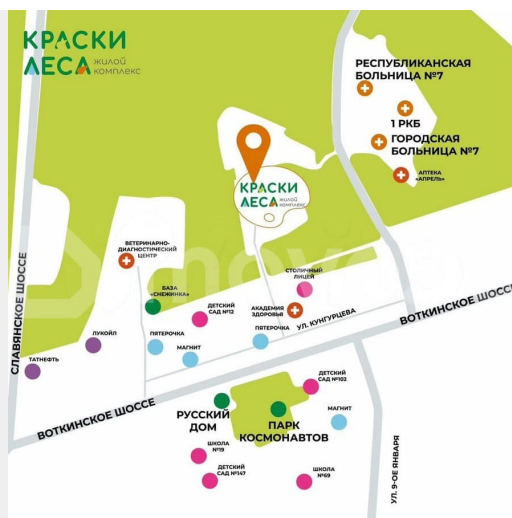 КРАСКИ
ЛЕСА жилой
комплекс
РЕСПУБЛИКАНСКАЯ
БОЛЬНИЦА №7
1 РКБ
ГОРОДСКАЯ
БОЛЬНИЦА №7
АПТЕКА
«АПРЕЛЬ»
КРАСКИ
ЛЕСА жилой
комплекс
ВЕТЕРИНАРНО-
ДИАГНОСТИЧЕСКИЙ
ЦЕНТР
БАЗА
«СНЕЖИНКА»
ДЕТСКИЙ
САД №12
СТОЛИЧНЫЙ
ЛИЦЕЙ
АКАДЕМИЯ
ЗДОРОВЬЯ
УЛ. КУНГУРЦЕВА
ВОТКИНСКОЕ ШОССЕ
СЛАВЯНСКОЕ ШОССЕ
ЛУКОЙЛ
ТАТНЕФТЬ
ПЯТЕРОЧКА
МАГНИТ
ПЯТЕРОЧКА
ВОТКИНСКОЕ ШОССЕ
РУССКИЙ
ДОМ
ПАРК
КОСМОНАВТОВ
ДЕТСКИЙ
САД №102
МАГНИТ
ШКОЛА
№19
ДЕТСКИЙ
САД №147
ШКОЛА
№69
УЛ. 9-ОЕ ЯНВАРЯ